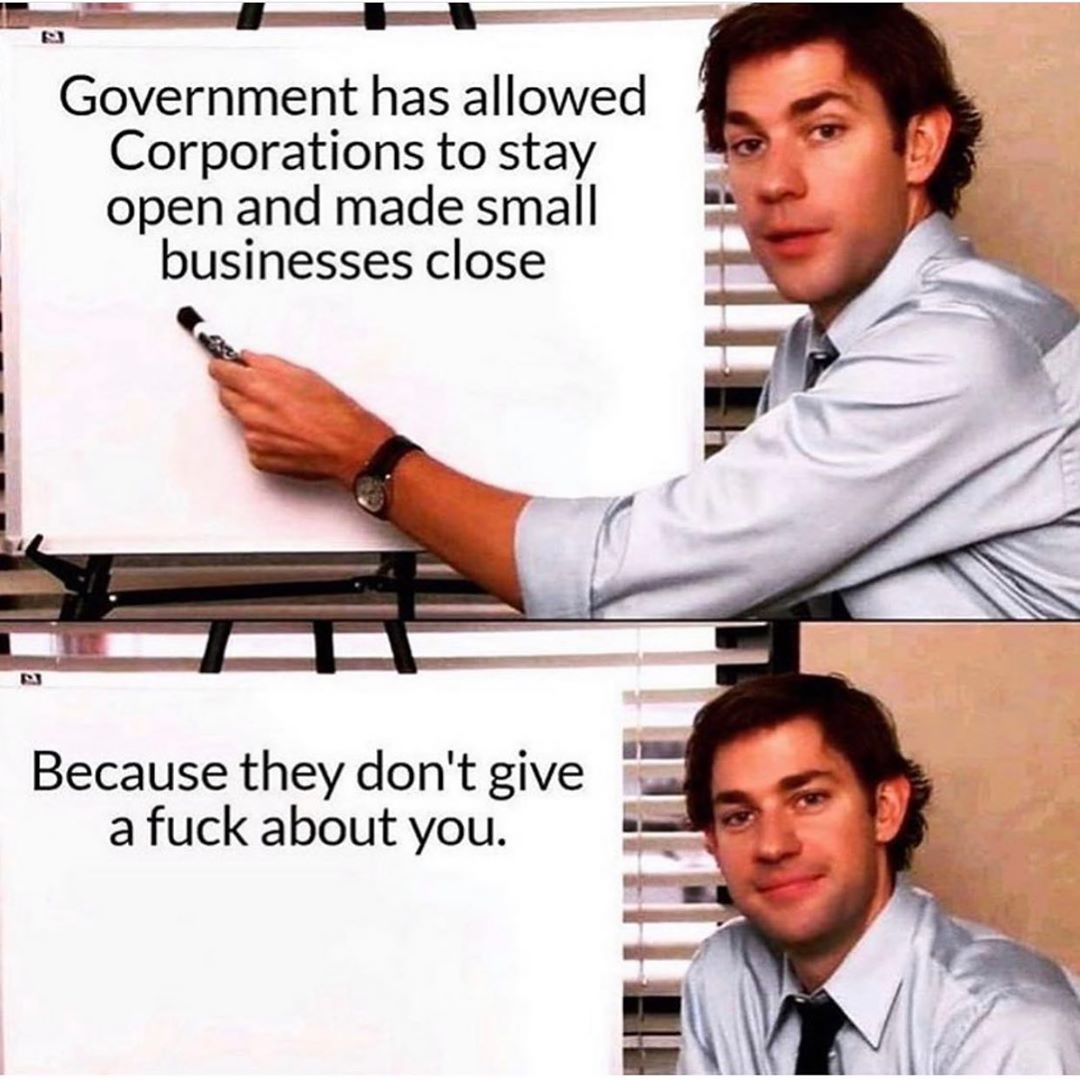 Government has allowed
Corporations to stay
open and made small
businesses close
Because they don't give
a fuck about you.